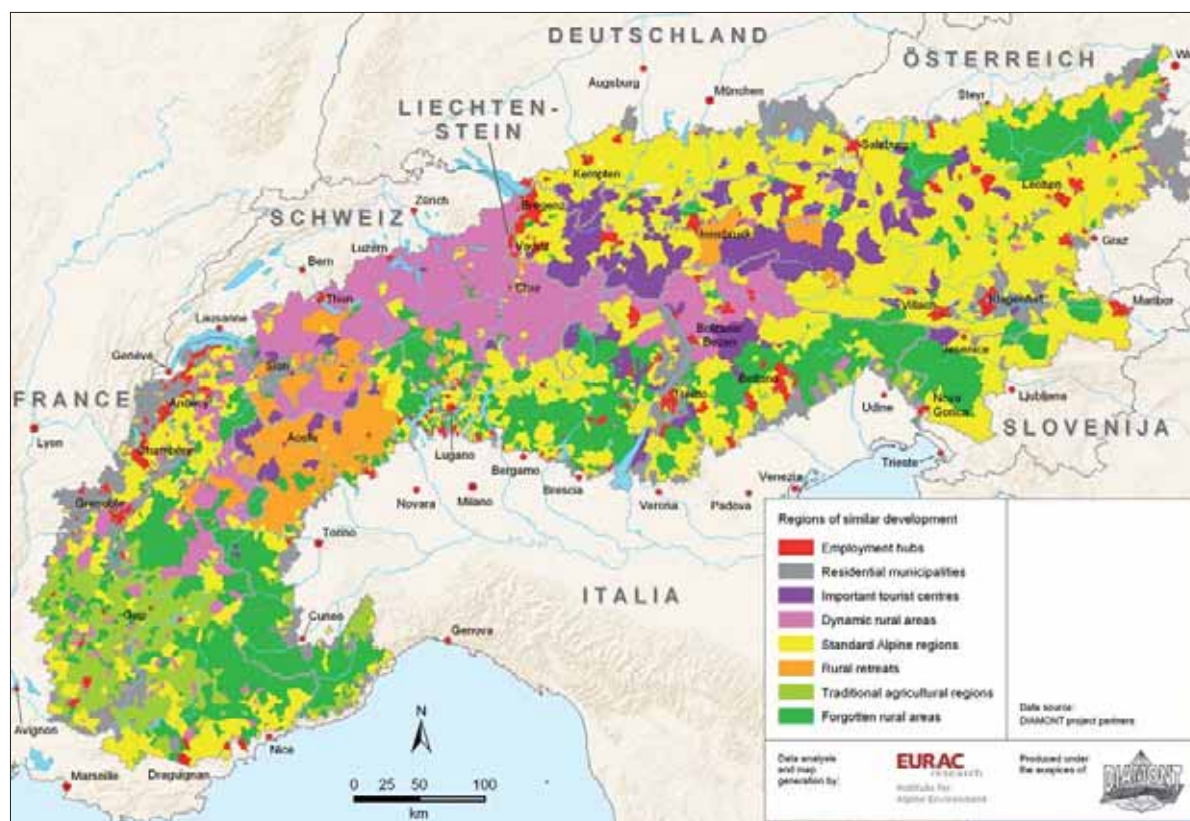 DEUTSCHLAND
ÖSTERREICH
Augsburg
München
Steyr
W
LIECHTEN-
STEIN
Salzburg
Kempten
Leoben
SCHWEIZ
Zürich
Bregenz
Innsbruck
Graz
Luzern
Vaduz
Bern
Chur
Thun
Villach
Klagenfurt
Maribor
Lausanne
Bolzano
Bozen
Jesenice
Genève
Sion
Belluno
FRANCE
Annecy
Trento
Udine
Nova
Gorica
Ljubljana
Lyon
Aosta
SLOVENIJA
Chambéry
Lugano
Bergamo
Trieste
Grenoble
Novara
Milano
Brescia
Verona
Padova
Venezia
Torino
ITALIA
Gap
Cuneo
Genova
Avignon
Nice
Marseille
Draguignan
N
0 25 50 100
km
Regions of similar development
Employment hubs
Residential municipalities
Important tourist centres
Dynamic rural areas
Standard Alpine regions
Rural retreats
Traditional agricultural regions
Forgotten rural areas
Data source:
DIAMONT project partners
Data analysis
and map
generation by:
EURAC
research
Institute for
Alpine Environment
Produced under
the auspices of
DIAMONT